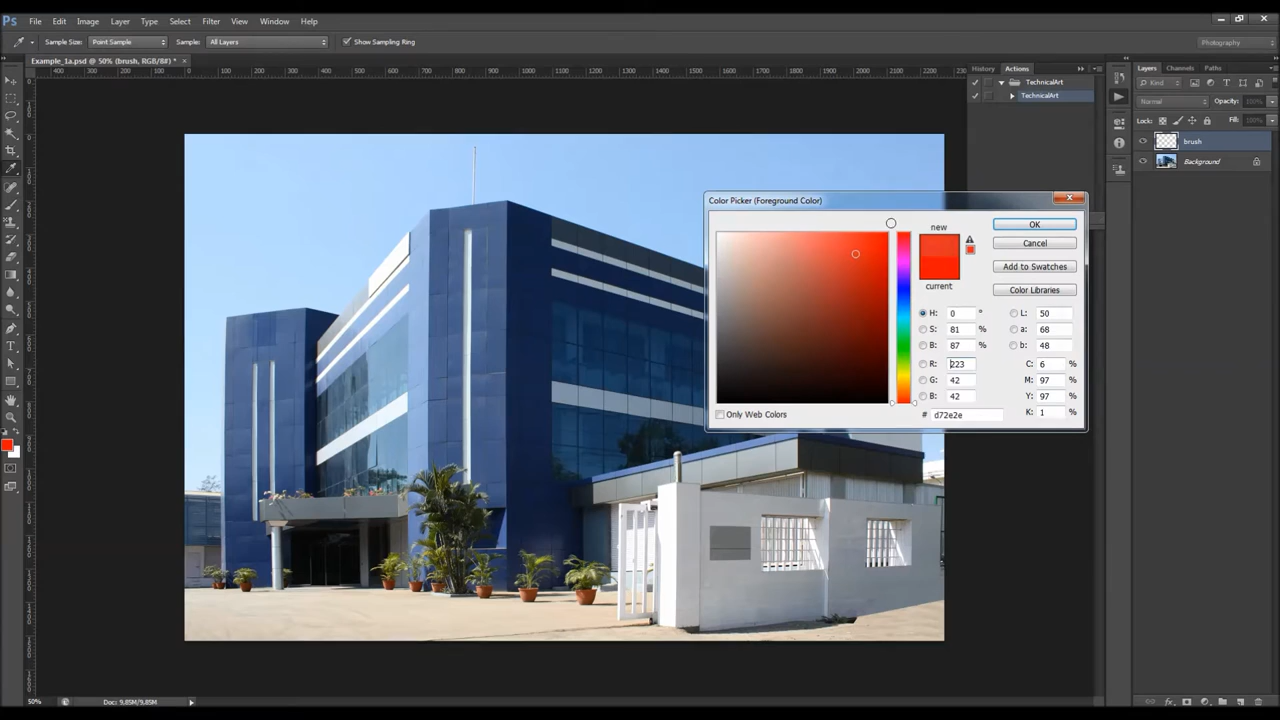 Ps File Edit Image Layer Type Select Filter View Window Help
Sample Size: Point Sample Sample: All Layers Show Sampling Ring Photography
Example_1a.psd @ 50% (brush, RGB/8#) * ×
History Actions
TechnicalArt
TechnicalArt
Layers Channels Paths
Kind
Normal Opacity: 100%
Lock: Fill: 100%
brush
Background
Color Picker (Foreground Color)
new
current
OK
Cancel
Add to Swatches
Color Libraries
H: 0 °
S: 81 %
B: 87 %
R: 223
G: 42
B: 42
L: 50
a: 68
b: 48
C: 6 %
M: 97 %
Y: 97 %
K: 1 %
Only Web Colors
# d72e2e
50% Doc: 9.85M/9.85M